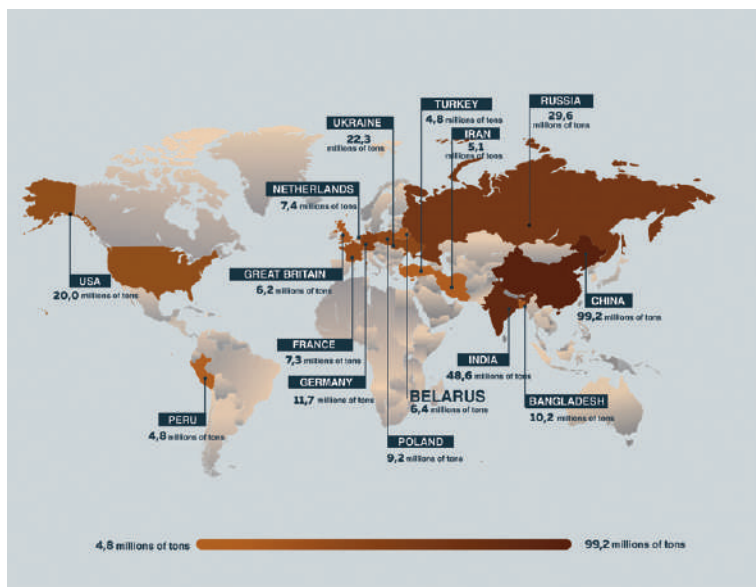 TURKEY
4,8 millions of tons
RUSSIA
29,6
millions of tons
UKRAINE
22,3
millions of tons
IRAN
5,1
millions of tons
NETHERLANDS
7,4 millions of tons
GREAT BRITAIN
6,2 millions of tons
USA
20,0 millions of tons
CHINA
99,2 millions of tons
FRANCE
7,3 millions of tons
INDIA
48,6 millions of tons
GERMANY
11,7 millions of tons
BELARUS
6,4 millions of tons
BANGLADESH
10,2 millions of tons
PERU
4,8 millions of tons
POLAND
9,2 millions of tons
4,8 millions of tons
99,2 millions of tons